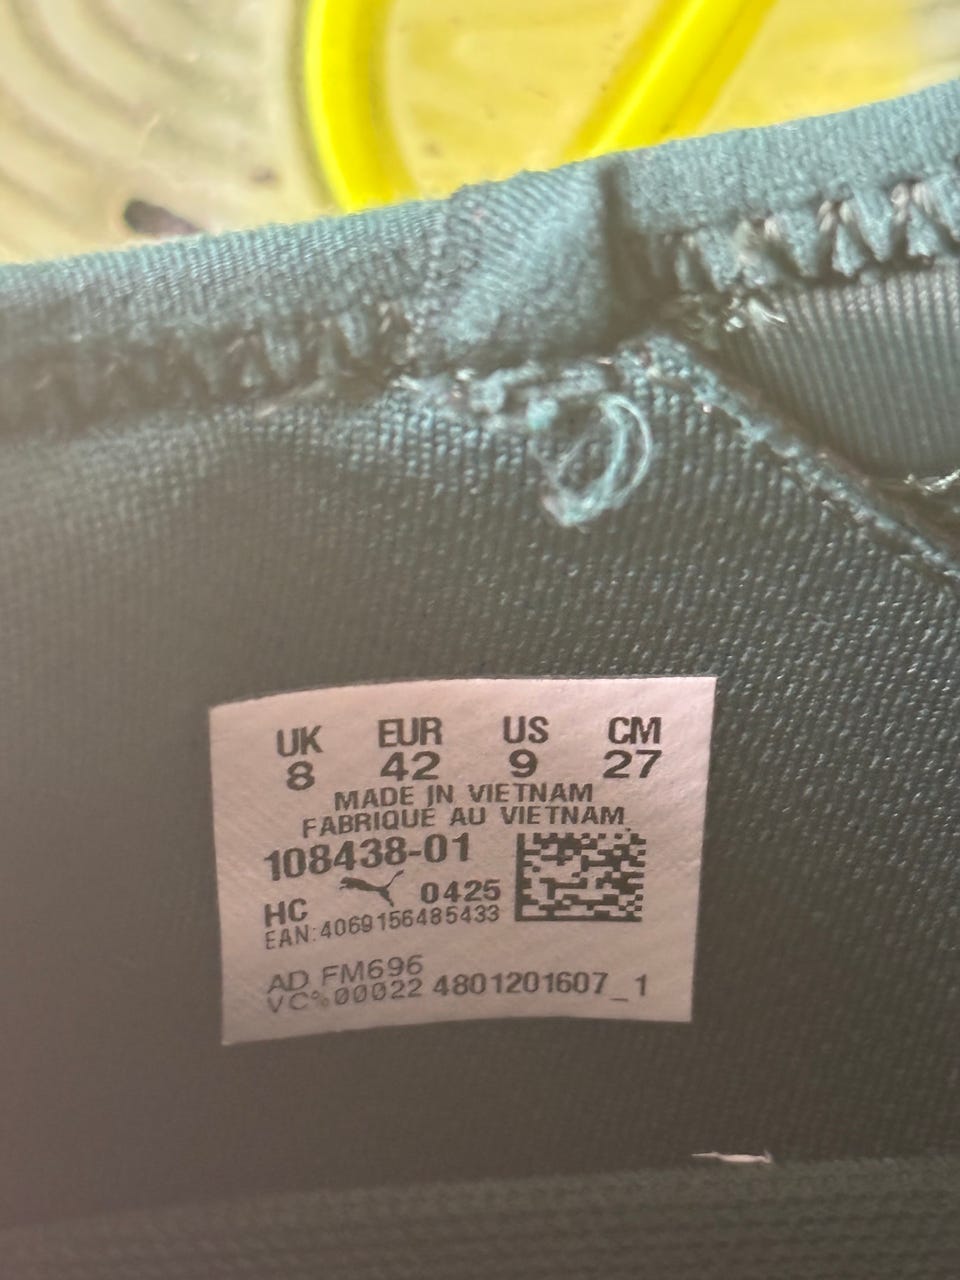 UK EUR US CM
8 42 9 27
MADE IN VIETNAM
FABRIQUÉ AU VIETNAM
108438-01
HC 0425
EAN:4069156485433
AD FM696
VC%00022 4801201607_1